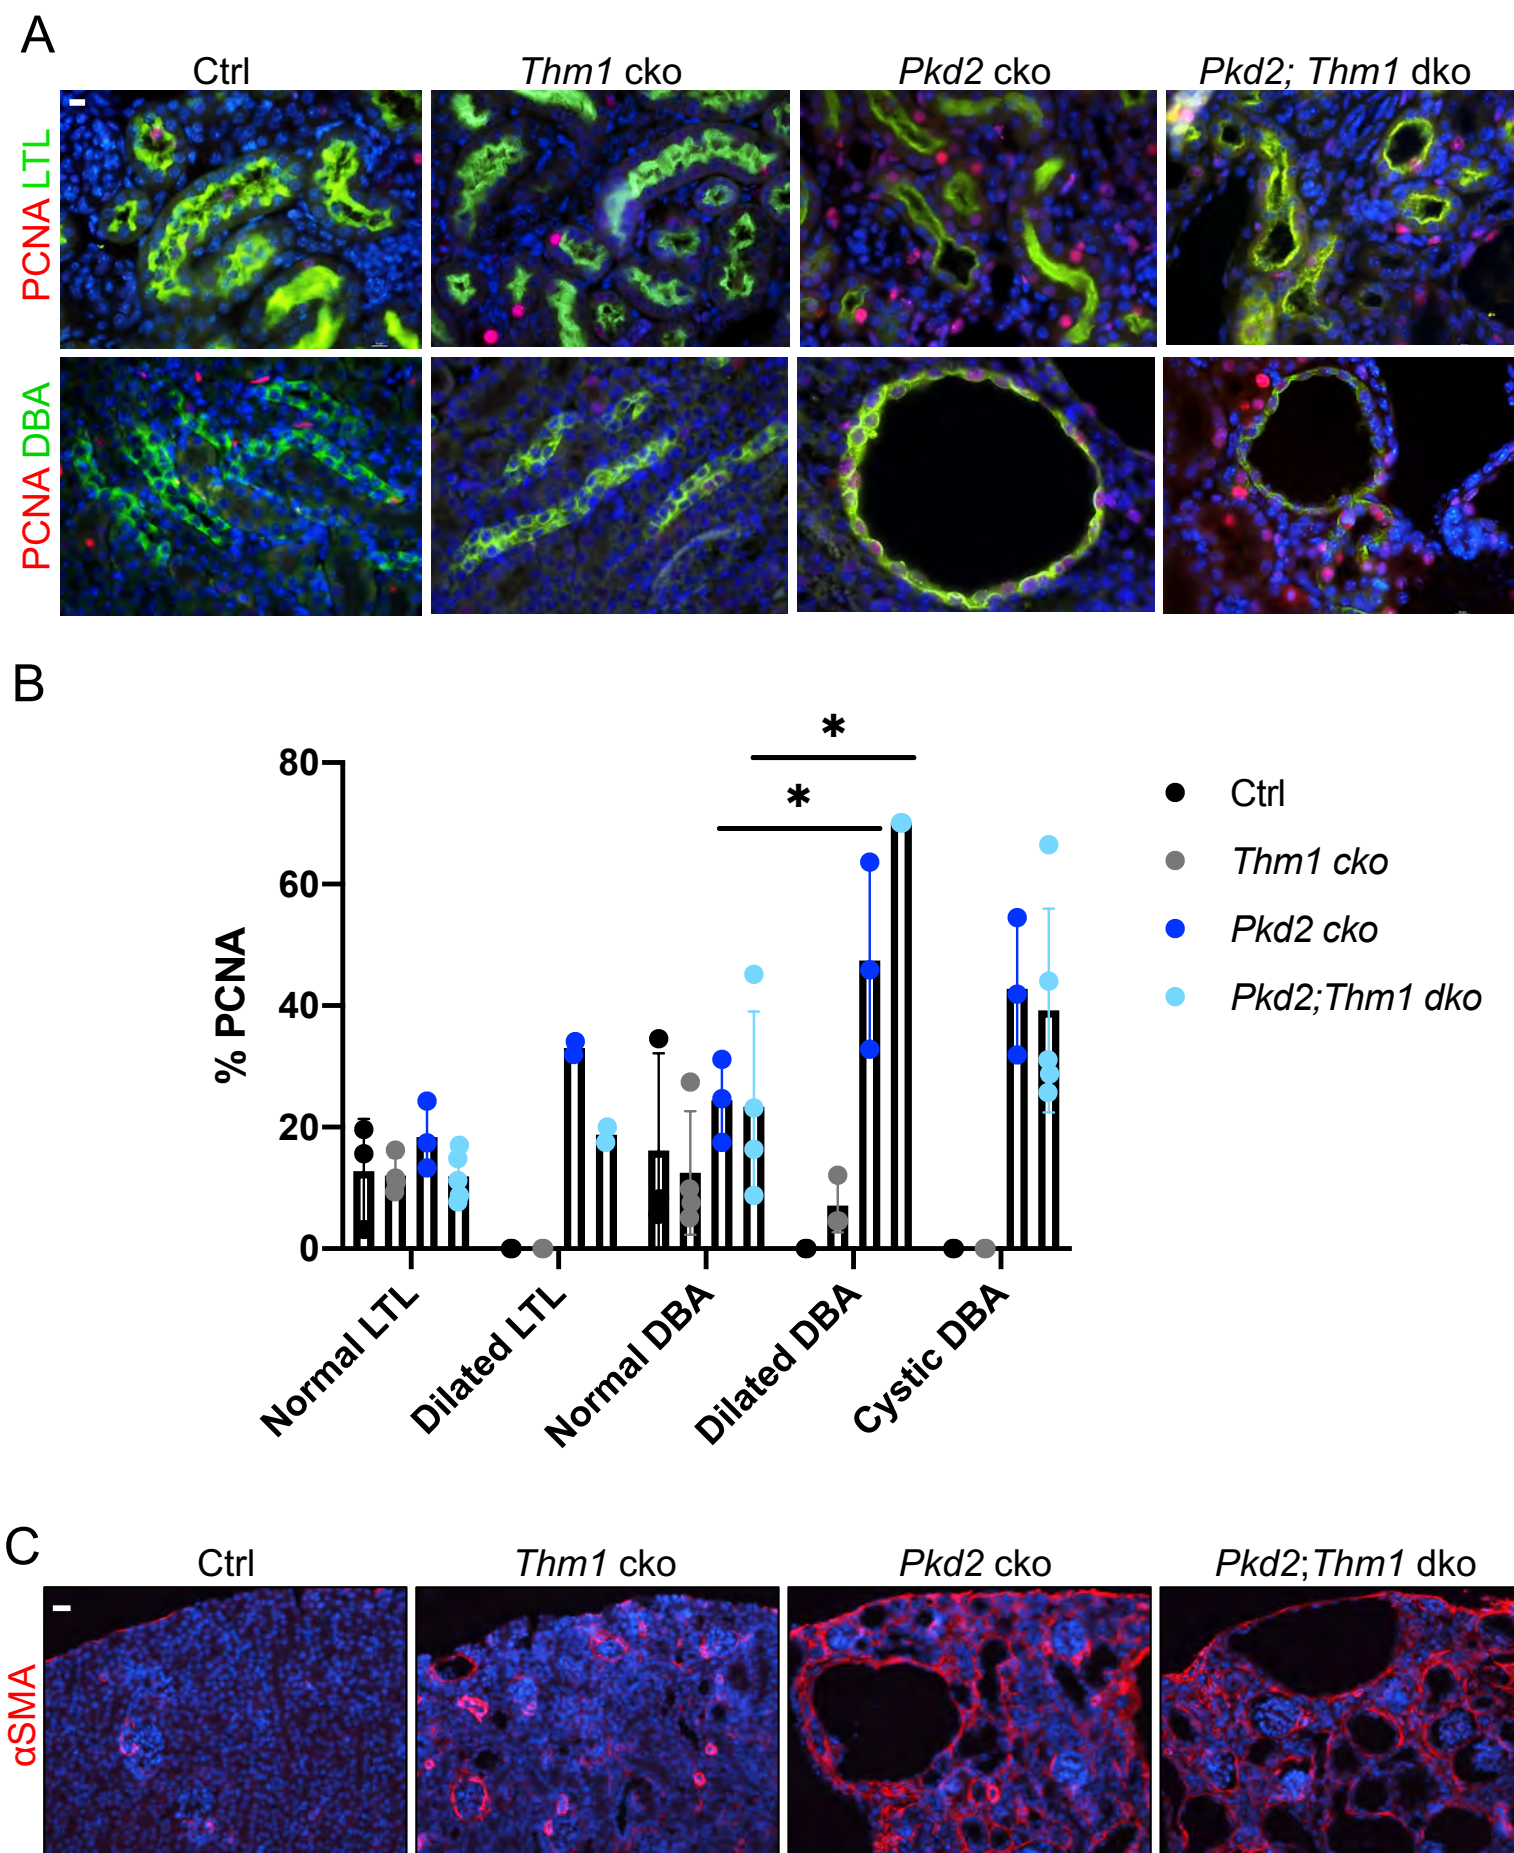 A
Ctrl
Thm1 cko
Pkd2 cko
Pkd2; Thm1 dko
PCNA LTL
PCNA DBA
B
*
*
80
60
40
20
0
% PCNA
Normal LTL
Dilated LTL
Normal DBA
Dilated DBA
Cystic DBA
Ctrl
Thm1 cko
Pkd2 cko
Pkd2;Thm1 dko
C
Ctrl
Thm1 cko
Pkd2 cko
Pkd2;Thm1 dko
αSMA